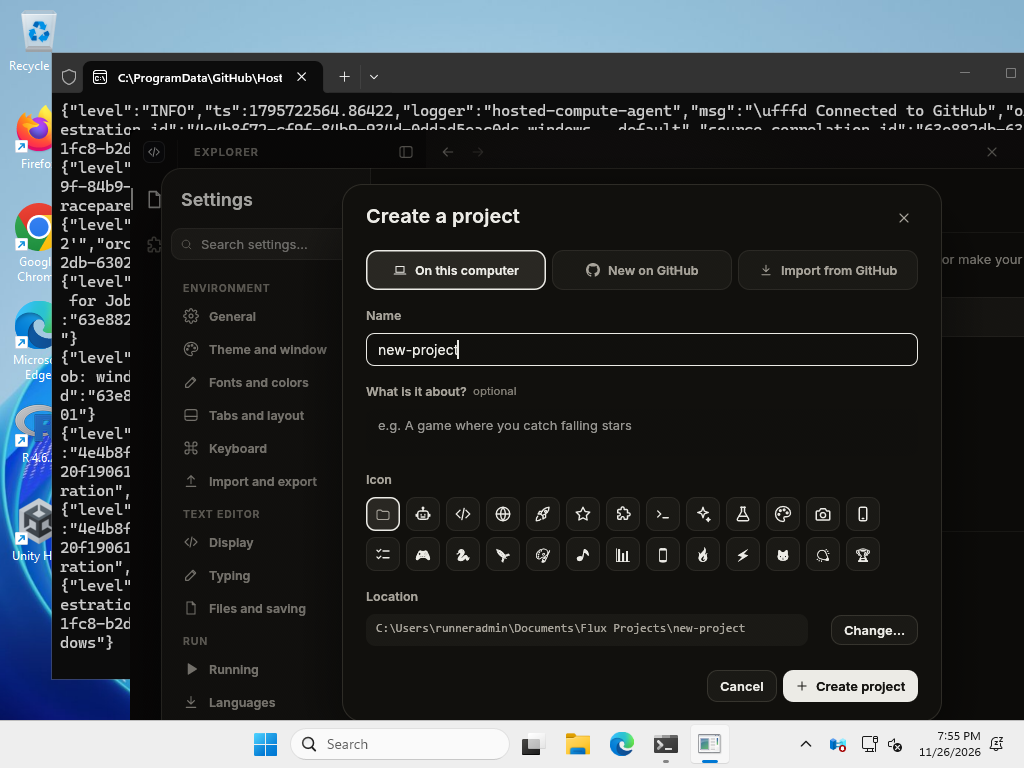 Recycle
C:\ProgramData\GitHub\Host
{"level":"INFO","ts":1795722564.86422,"logger":"hosted-compute-agent","msg":"\ufffd Connected to GitHub","o
1fc8-b2d
{"level"
9f-84b9-
racepare
{"level"
2'","orc
2db-6302
{"level"
for Job
:"63e882
"}
{"level"
ob: wind
d":"63e8
01"}
{"level"
:"4e4b8f
20f19061
ration",
{"level"
:"4e4b8f
20f19061
ration",
{"level"
estratio
1fc8-b2d
dows"}
Firefo
Google
Chrom
Micros
Edge
R 4.6.
Unity H
EXPLORER
Settings
Search settings...
ENVIRONMENT
General
Theme and window
Fonts and colors
Tabs and layout
Keyboard
Import and export
TEXT EDITOR
Display
Typing
Files and saving
RUN
Running
Languages
or make your
Create a project
On this computer
New on GitHub
Import from GitHub
Name
new-project
What is it about? optional
e.g. A game where you catch falling stars
Icon
Location
C:\Users\runneradmin\Documents\Flux Projects\new-project
Change...
Cancel
+ Create project
Search
7:55 PM
11/26/2026